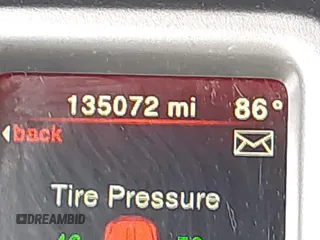 135072 mi 86°
back
Tire Pressure
DREAMBID